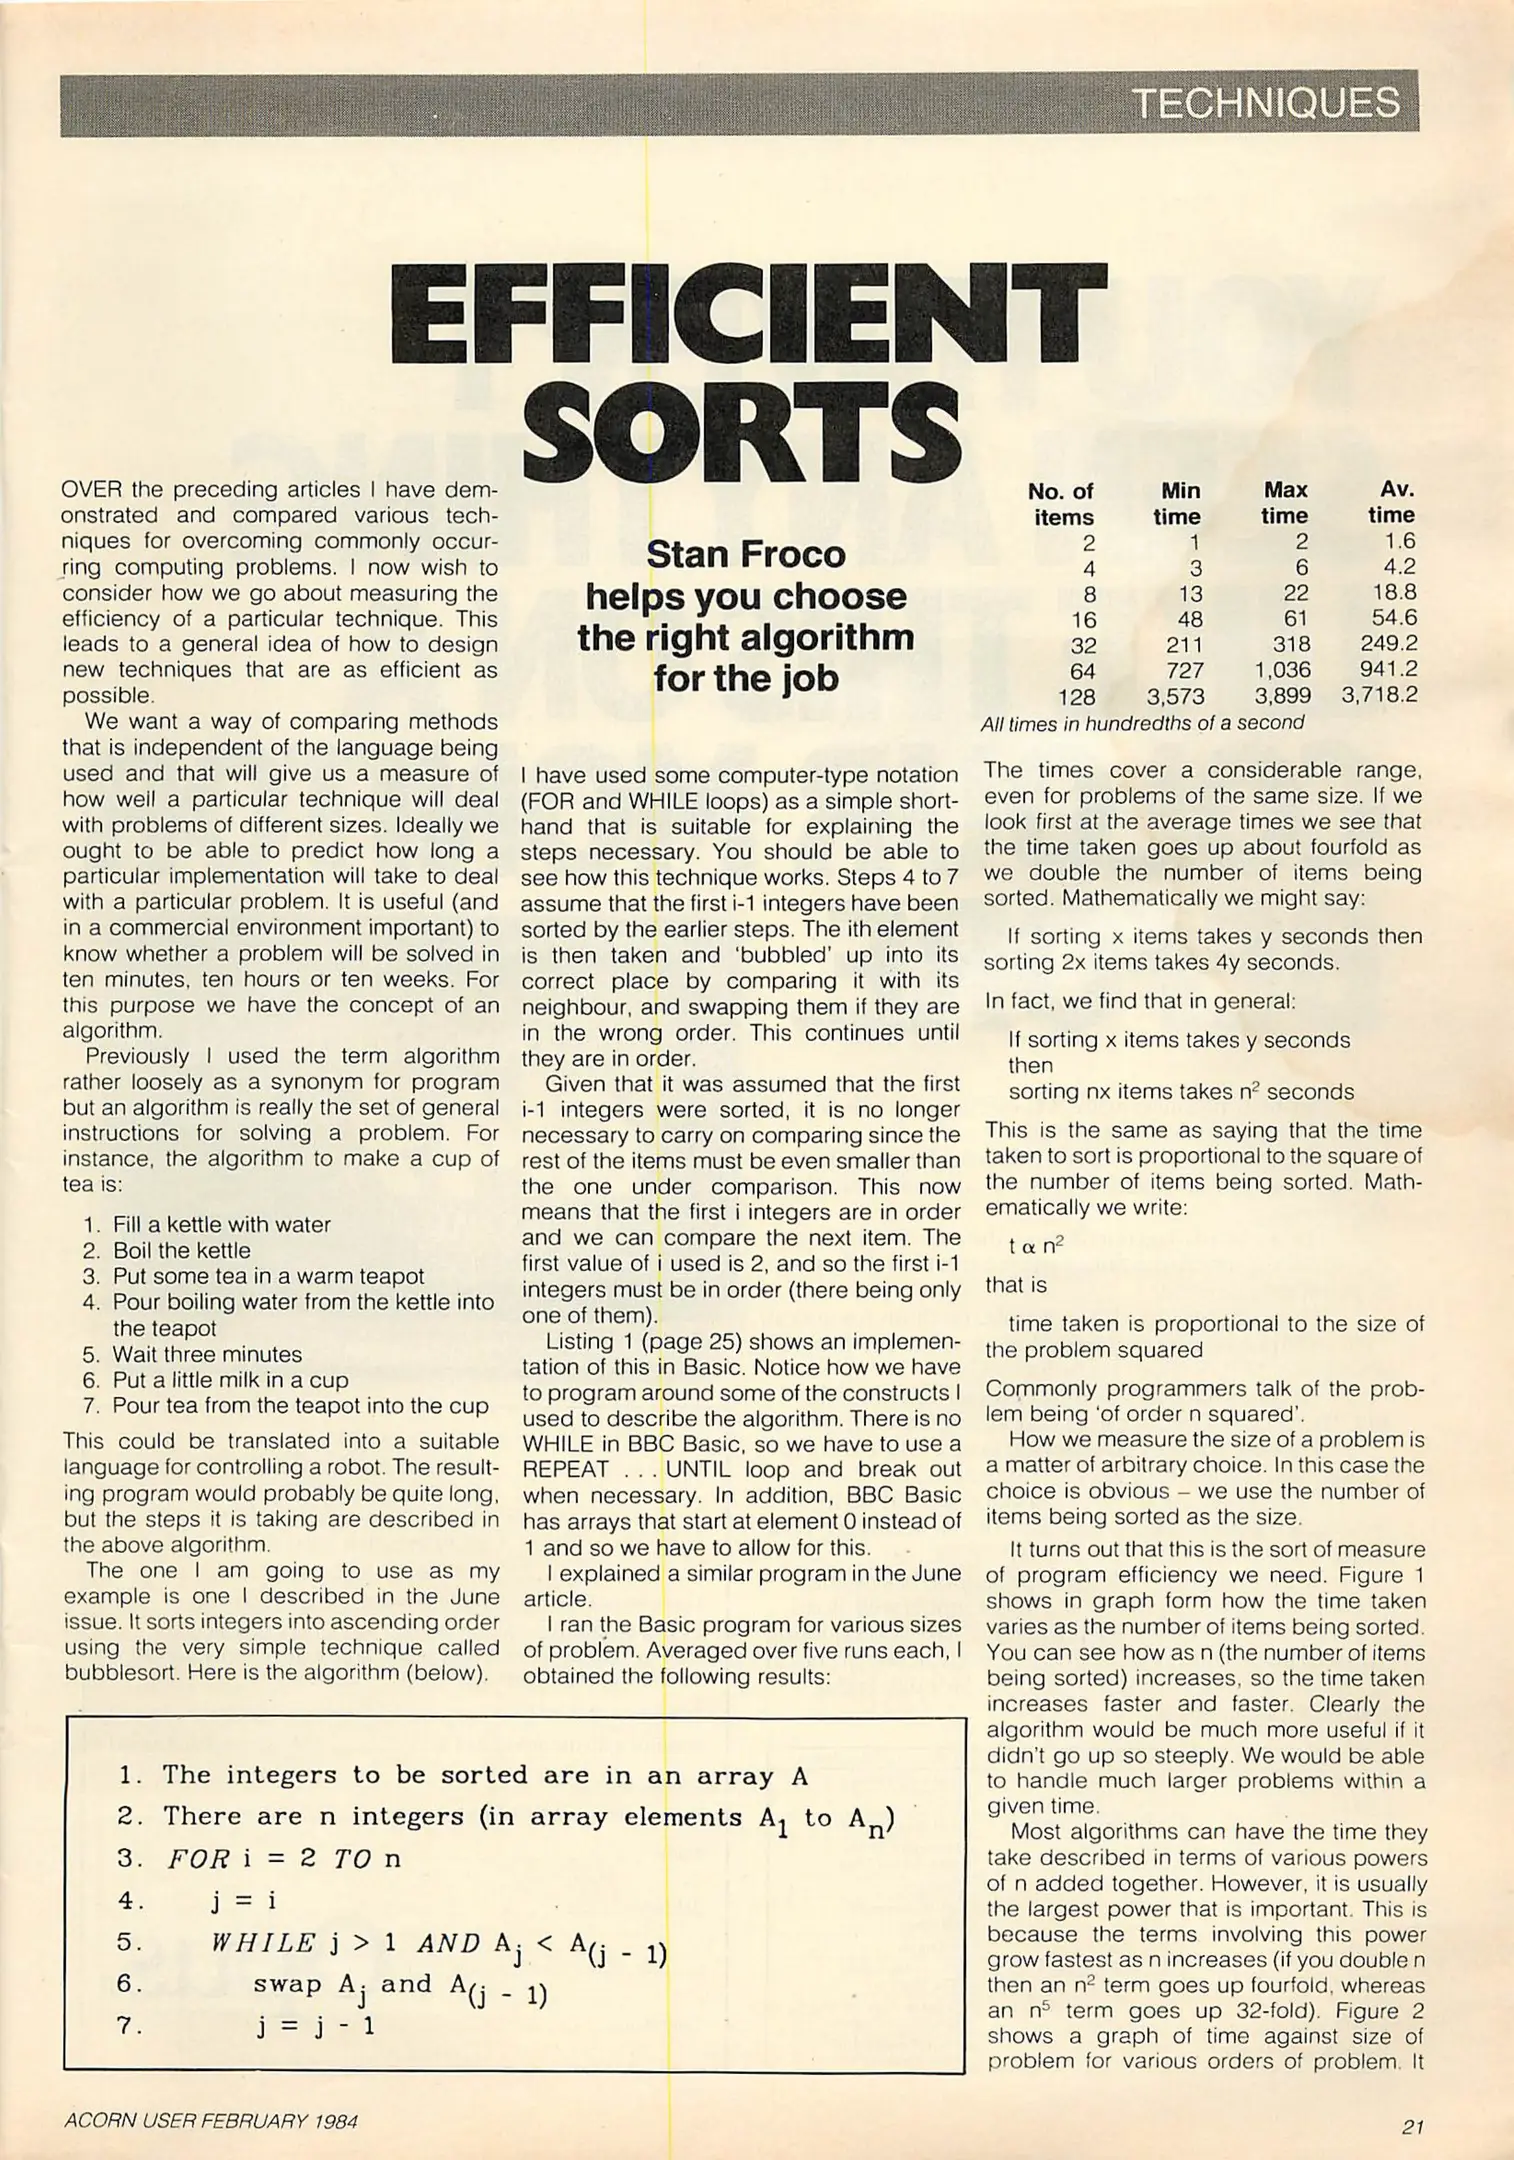 TECHNIQUES
EFFICIENT
SORTS
Stan Froco
helps you choose
the right algorithm
for the job
OVER the preceding articles I have dem-
onstrated and compared various tech-
niques for overcoming commonly occur-
ring computing problems. I now wish to
consider how we go about measuring the
efficiency of a particular technique. This
leads to a general idea of how to design
new techniques that are as efficient as
possible.
We want a way of comparing methods
that is independent of the language being
used and that will give us a measure of
how well a particular technique will deal
with problems of different sizes. Ideally we
ought to be able to predict how long a
particular implementation will take to deal
with a particular problem. It is useful (and
in a commercial environment important) to
know whether a problem will be solved in
ten minutes, ten hours or ten weeks. For
this purpose we have the concept of an
algorithm.
Previously I used the term algorithm
rather loosely as a synonym for program
but an algorithm is really the set of general
instructions for solving a problem. For
instance, the algorithm to make a cup of
tea is:
1. Fill a kettle with water
2. Boil the kettle
3. Put some tea in a warm teapot
4. Pour boiling water from the kettle into
the teapot
5. Wait three minutes
6. Put a little milk in a cup
7. Pour tea from the teapot into the cup
This could be translated into a suitable
language for controlling a robot. The result-
ing program would probably be quite long,
but the steps it is taking are described in
the above algorithm.
The one I am going to use as my
example is one I described in the June
issue. It sorts integers into ascending order
using the very simple technique called
bubblesort. Here is the algorithm (below).
I have used some computer-type notation
(FOR and WHILE loops) as a simple short-
hand that is suitable for explaining the
steps necessary. You should be able to
see how this technique works. Steps 4 to 7
assume that the first i-1 integers have been
sorted by the earlier steps. The ith element
is then taken and ‘bubbled’ up into its
correct place by comparing it with its
neighbour, and swapping them if they are
in the wrong order. This continues until
they are in order.
Given that it was assumed that the first
i-1 integers were sorted, it is no longer
necessary to carry on comparing since the
rest of the items must be even smaller than
the one under comparison. This now
means that the first i integers are in order
and we can compare the next item. The
first value of i used is 2, and so the first i-1
integers must be in order (there being only
one of them).
Listing 1 (page 25) shows an implemen-
tation of this in Basic. Notice how we have
to program around some of the constructs I
used to describe the algorithm. There is no
WHILE in BBC Basic, so we have to use a
REPEAT . . . UNTIL loop and break out
when necessary. In addition, BBC Basic
has arrays that start at element 0 instead of
1 and so we have to allow for this.
I explained a similar program in the June
article.
I ran the Basic program for various sizes
of problem. Averaged over five runs each, I
obtained the following results:
1. The integers to be sorted are in an array A
2. There are n integers (in array elements A₁ to Aₙ)
3. FOR i = 2 TO n
4. j = i
5. WHILE j > 1 AND Aⱼ < A(j - 1)
6. swap Aⱼ and A(j - 1)
7. j = j - 1
No. of Min Max Av.
items time time time
2 1 2 1.6
4 3 6 4.2
8 13 22 18.8
16 48 61 54.6
32 211 318 249.2
64 727 1,036 941.2
128 3,573 3,899 3,718.2
All times in hundredths of a second
The times cover a considerable range,
even for problems of the same size. If we
look first at the average times we see that
the time taken goes up about fourfold as
we double the number of items being
sorted. Mathematically we might say:
If sorting x items takes y seconds then
sorting 2x items takes 4y seconds.
In fact, we find that in general:
If sorting x items takes y seconds
then
sorting nx items takes n² seconds
This is the same as saying that the time
taken to sort is proportional to the square of
the number of items being sorted. Math-
ematically we write:
t α n²
that is
time taken is proportional to the size of
the problem squared
Commonly programmers talk of the prob-
lem being ‘of order n squared’.
How we measure the size of a problem is
a matter of arbitrary choice. In this case the
choice is obvious – we use the number of
items being sorted as the size.
It turns out that this is the sort of measure
of program efficiency we need. Figure 1
shows in graph form how the time taken
varies as the number of items being sorted.
You can see how as n (the number of items
being sorted) increases, so the time taken
increases faster and faster. Clearly the
algorithm would be much more useful if it
didn’t go up so steeply. We would be able
to handle much larger problems within a
given time.
Most algorithms can have the time they
take described in terms of various powers
of n added together. However, it is usually
the largest power that is important. This is
because the terms involving this power
grow fastest as n increases (if you double n
then an n² term goes up fourfold, whereas
an n⁵ term goes up 32-fold). Figure 2
shows a graph of time against size of
problem for various orders of problem. It
ACORN USER FEBRUARY 1984
21